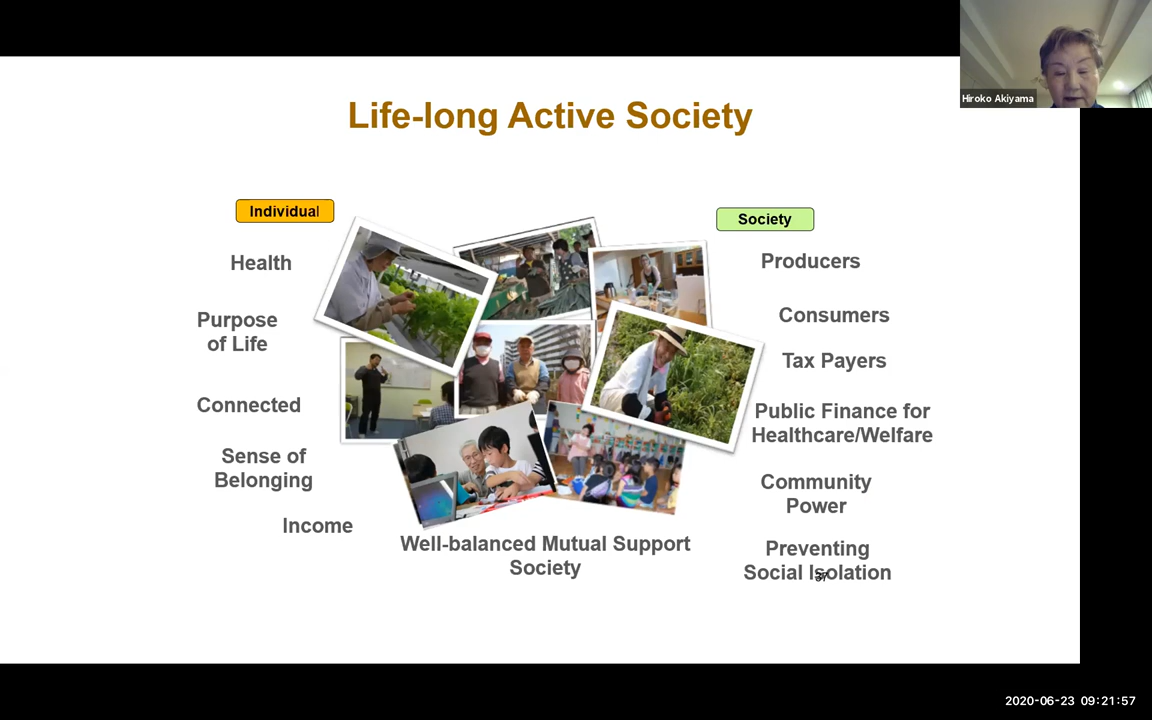 Hiroko Akiyama
Life-long Active Society
Individual
Health
Purpose
of Life
Connected
Sense of
Belonging
Income
Well-balanced Mutual Support
Society
Society
Producers
Consumers
Tax Payers
Public Finance for
Healthcare/Welfare
Community
Power
Preventing
Social Isolation
37
2020-06-23 09:21:57